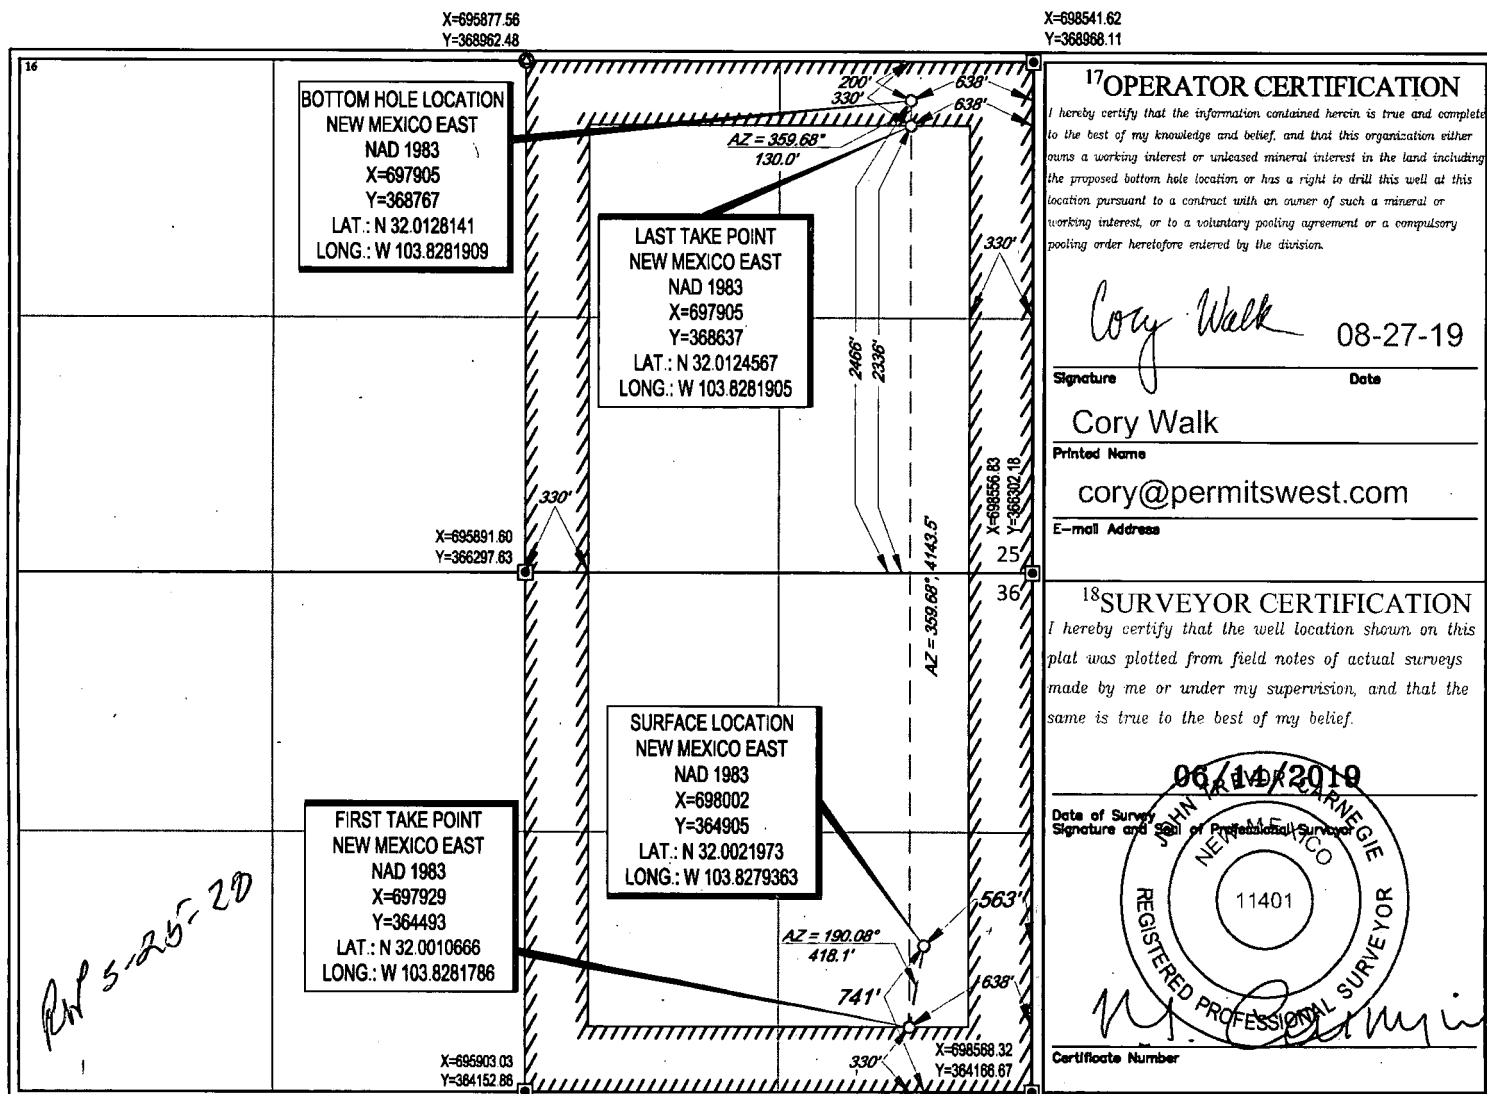 X=695877.56
Y=368962.48
X=698541.62
Y=368968.11
16
BOTTOM HOLE LOCATION
NEW MEXICO EAST
NAD 1983
X=697905
Y=368767
LAT.: N 32.0128141
LONG.: W 103.8281909
200'
330'
638'
638'
AZ = 359.68°
130.0'
LAST TAKE POINT
NEW MEXICO EAST
NAD 1983
X=697905
Y=368637
LAT.: N 32.0124567
LONG.: W 103.8281905
330'
2466'
2336'
330'
X=698556.83
Y=366302.18
X=695891.60
Y=366297.63
25
36
AZ = 359.68°, 4143.5'
SURFACE LOCATION
NEW MEXICO EAST
NAD 1983
X=698002
Y=364905
LAT.: N 32.0021973
LONG.: W 103.8279363
FIRST TAKE POINT
NEW MEXICO EAST
NAD 1983
X=697929
Y=364493
LAT.: N 32.0010666
LONG.: W 103.8281786
563'
AZ = 190.08°
418.1'
741'
638'
330'
X=695903.03
Y=364152.86
X=698568.32
Y=364166.67
5-25-20
17 OPERATOR CERTIFICATION
I hereby certify that the information contained herein is true and complete
to the best of my knowledge and belief, and that this organization either
owns a working interest or unleased mineral interest in the land including
the proposed bottom hole location or has a right to drill this well at this
location pursuant to a contract with an owner of such a mineral or
working interest, or to a voluntary pooling agreement or a compulsory
pooling order heretofore entered by the division.
Cory Walk 08-27-19
Signature Date
Cory Walk
Printed Name
cory@permitswest.com
E-mail Address
18 SURVEYOR CERTIFICATION
I hereby certify that the well location shown on this
plat was plotted from field notes of actual surveys
made by me or under my supervision, and that the
same is true to the best of my belief.
06/14/2019
Date of Survey
Signature and Seal of Professional Surveyor
JOHN TREVOR CARNEGIE
NEW MEXICO
11401
REGISTERED PROFESSIONAL SURVEYOR
Certificate Number